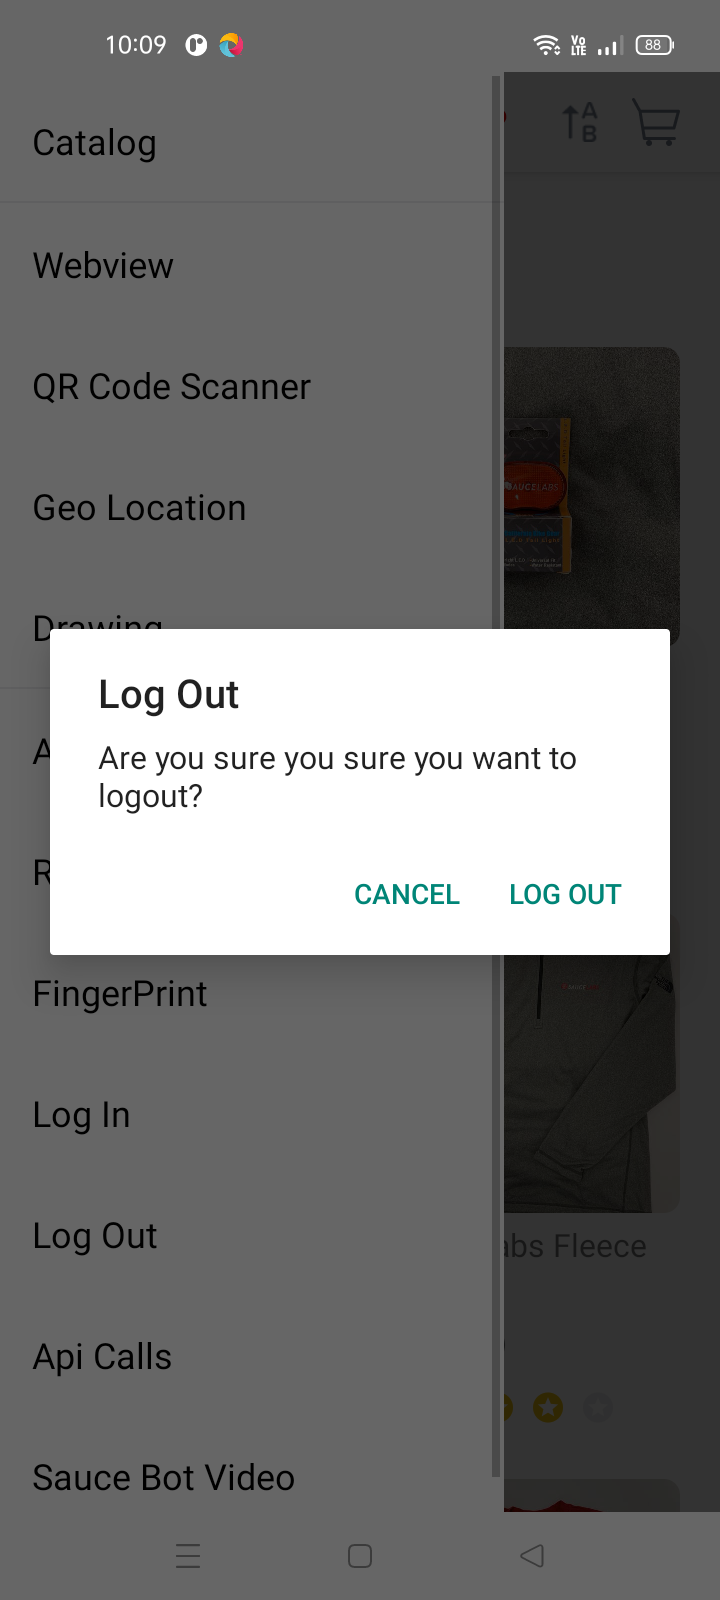 10:09
Vo
LTE
88
Catalog
A
B
Webview
QR Code Scanner
Geo Location
Drawing
AUCELABS
Log Out
Are you sure you sure you want to
logout?
CANCEL
LOG OUT
A
R
FingerPrint
Log In
Log Out
abs Fleece
Api Calls
Sauce Bot Video